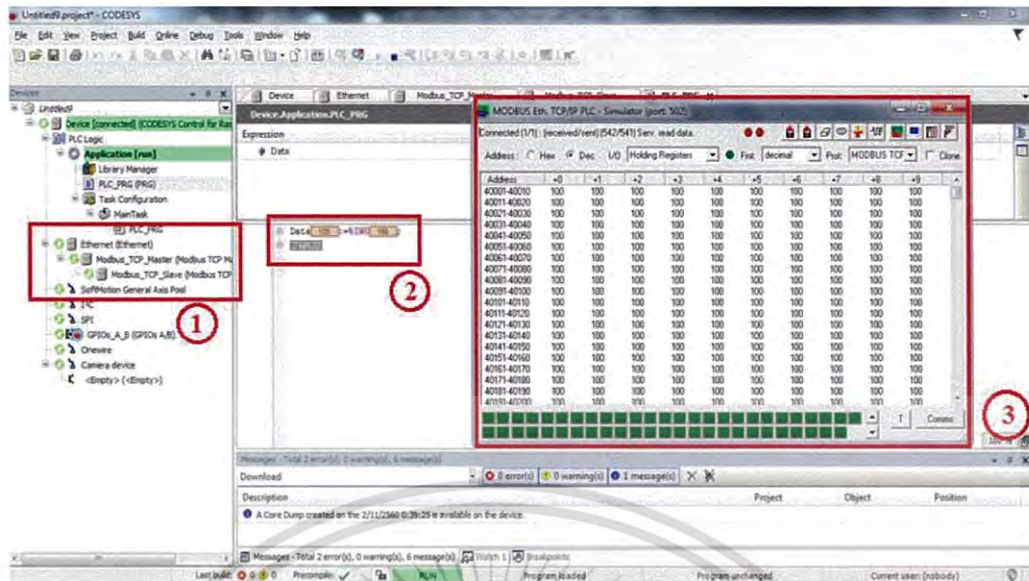 Untitled9.project* - CODESYS
File Edit View Project Build Online Debug Tools Window Help
Devices
Untitled9
Device [connected] (CODESYS Control for Ras
PLC Logic
Application [run]
Library Manager
PLC_PRG (PRG)
Task Configuration
MainTask
PLC_PRG
Ethernet (Ethernet)
Modbus_TCP_Master (Modbus TCP Ma
Modbus_TCP_Slave (Modbus TCP
SoftMotion General Axis Pool
I²C
SPI
GPIOs_A_B (GPIOs A/B)
Onewire
Camera device
<Empty> (<Empty>)
1
Device Ethernet
Device.Application.PLC_PRG
Expression
Data
Data
RETURN
2
MODBUS Eth. TCP/IP PLC - Simulator (port: 502)
Connected (1/1) : (received/sent) (542/541) Serv. read data.
Address: Hex Dec I/O Holding Registers Fmt: decimal Prot: MODBUS TCP Clone
Address +0 +1 +2 +3 +4 +5 +6 +7 +8 +9
40001-40010 100 100 100 100 100 100 100 100 100 100
40011-40020 100 100 100 100 100 100 100 100 100 100
40021-40030 100 100 100 100 100 100 100 100 100 100
40031-40040 100 100 100 100 100 100 100 100 100 100
40041-40050 100 100 100 100 100 100 100 100 100 100
40051-40060 100 100 100 100 100 100 100 100 100 100
40061-40070 100 100 100 100 100 100 100 100 100 100
40071-40080 100 100 100 100 100 100 100 100 100 100
40081-40090 100 100 100 100 100 100 100 100 100 100
40091-40100 100 100 100 100 100 100 100 100 100 100
40101-40110 100 100 100 100 100 100 100 100 100 100
40111-40120 100 100 100 100 100 100 100 100 100 100
40121-40130 100 100 100 100 100 100 100 100 100 100
40131-40140 100 100 100 100 100 100 100 100 100 100
40141-40150 100 100 100 100 100 100 100 100 100 100
40151-40160 100 100 100 100 100 100 100 100 100 100
40161-40170 100 100 100 100 100 100 100 100 100 100
40171-40180 100 100 100 100 100 100 100 100 100 100
40181-40190 100 100 100 100 100 100 100 100 100 100
40191-40200 100 100 100 100 100 100 100 100 100 100
T Comms
3
Messages - Total 2 error(s), 0 warning(s), 6 message(s)
Download 0 error(s) 0 warning(s) 1 message(s)
Description Project Object Position
A Core Dump created on the 2/11/2560 0:39:25 is available on the device.
Messages - Total 2 error(s), 0 warning(s), 6 message(s) Watch 1 Breakpoints
Last build: 0 0 Precompile: RUN Program loaded Program unchanged Current user: (nobody)